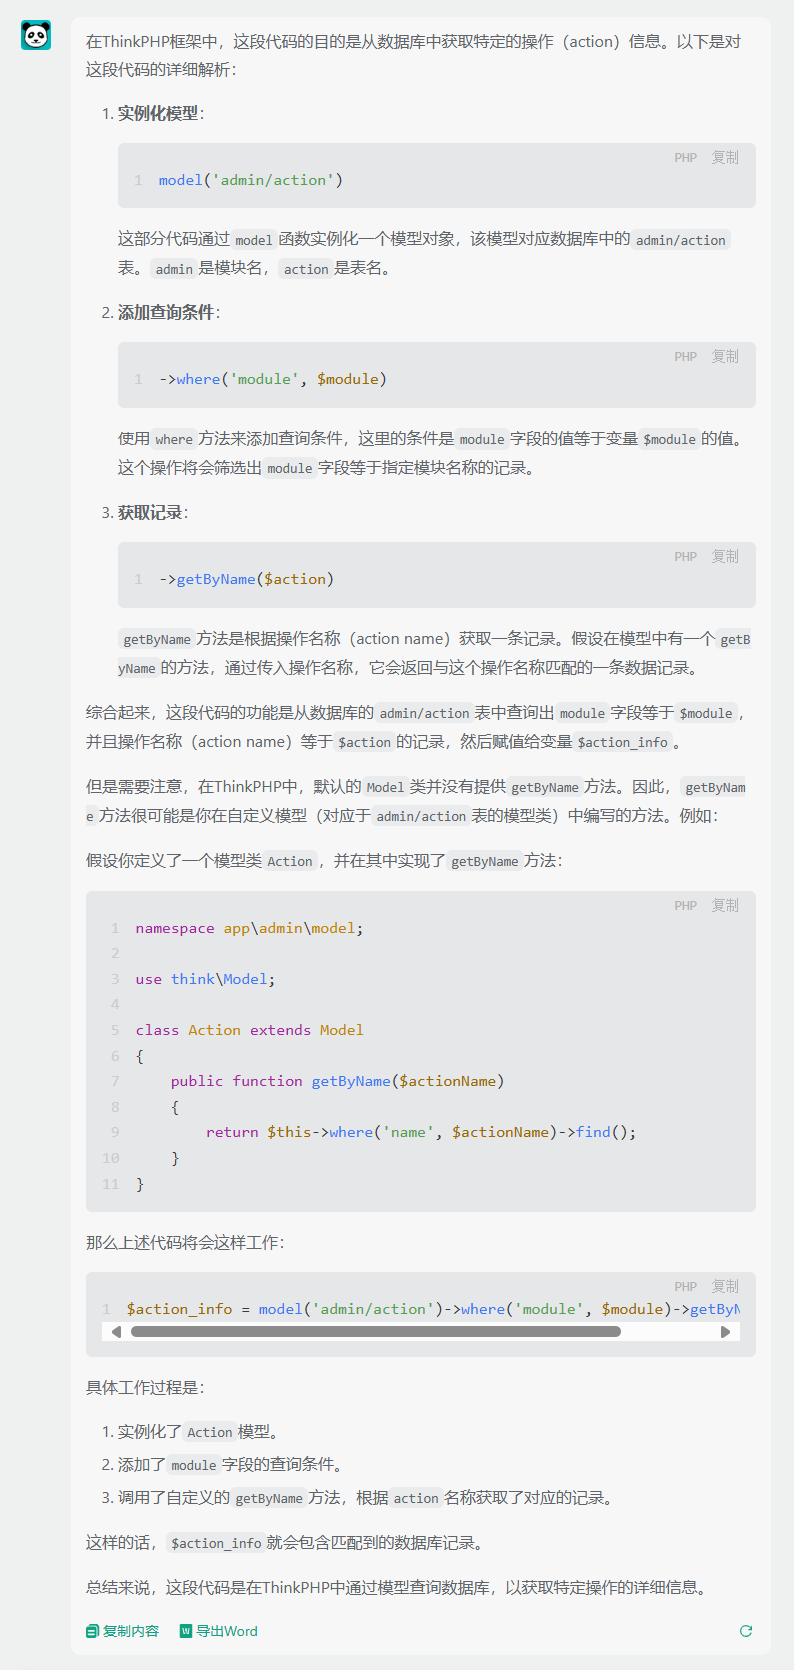 在ThinkPHP框架中，这段代码的目的是从数据库中获取特定的操作（action）信息。以下是对
这段代码的详细解析：
1. 实例化模型：
PHP 复制
1 model('admin/action')
这部分代码通过 model 函数实例化一个模型对象，该模型对应数据库中的 admin/action
表。 admin 是模块名， action 是表名。
2. 添加查询条件：
PHP 复制
1 ->where('module', $module)
使用 where 方法来添加查询条件，这里的条件是 module 字段的值等于变量 $module 的值。
这个操作将会筛选出 module 字段等于指定模块名称的记录。
3. 获取记录：
PHP 复制
1 ->getByName($action)
getByName 方法是根据操作名称（action name）获取一条记录。假设在模型中有一个 getB
yName 的方法，通过传入操作名称，它会返回与这个操作名称匹配的一条数据记录。
综合起来，这段代码的功能是从数据库的 admin/action 表中查询出 module 字段等于 $module ，
并且操作名称（action name）等于 $action 的记录，然后赋值给变量 $action_info 。
但是需要注意，在ThinkPHP中，默认的 Model 类并没有提供 getByName 方法。因此， getByNam
e 方法很可能是你在自定义模型（对应于 admin/action 表的模型类）中编写的方法。例如：
假设你定义了一个模型类 Action ，并在其中实现了 getByName 方法：
PHP 复制
1 namespace app\admin\model;
2
3 use think\Model;
4
5 class Action extends Model
6 {
7     public function getByName($actionName)
8     {
9         return $this->where('name', $actionName)->find();
10     }
11 }
那么上述代码将会这样工作：
PHP 复制
1 $action_info = model('admin/action')->where('module', $module)->getByN
具体工作过程是：
1. 实例化了 Action 模型。
2. 添加了 module 字段的查询条件。
3. 调用了自定义的 getByName 方法，根据 action 名称获取了对应的记录。
这样的话， $action_info 就会包含匹配到的数据库记录。
总结来说，这段代码是在ThinkPHP中通过模型查询数据库，以获取特定操作的详细信息。
复制内容 导出Word